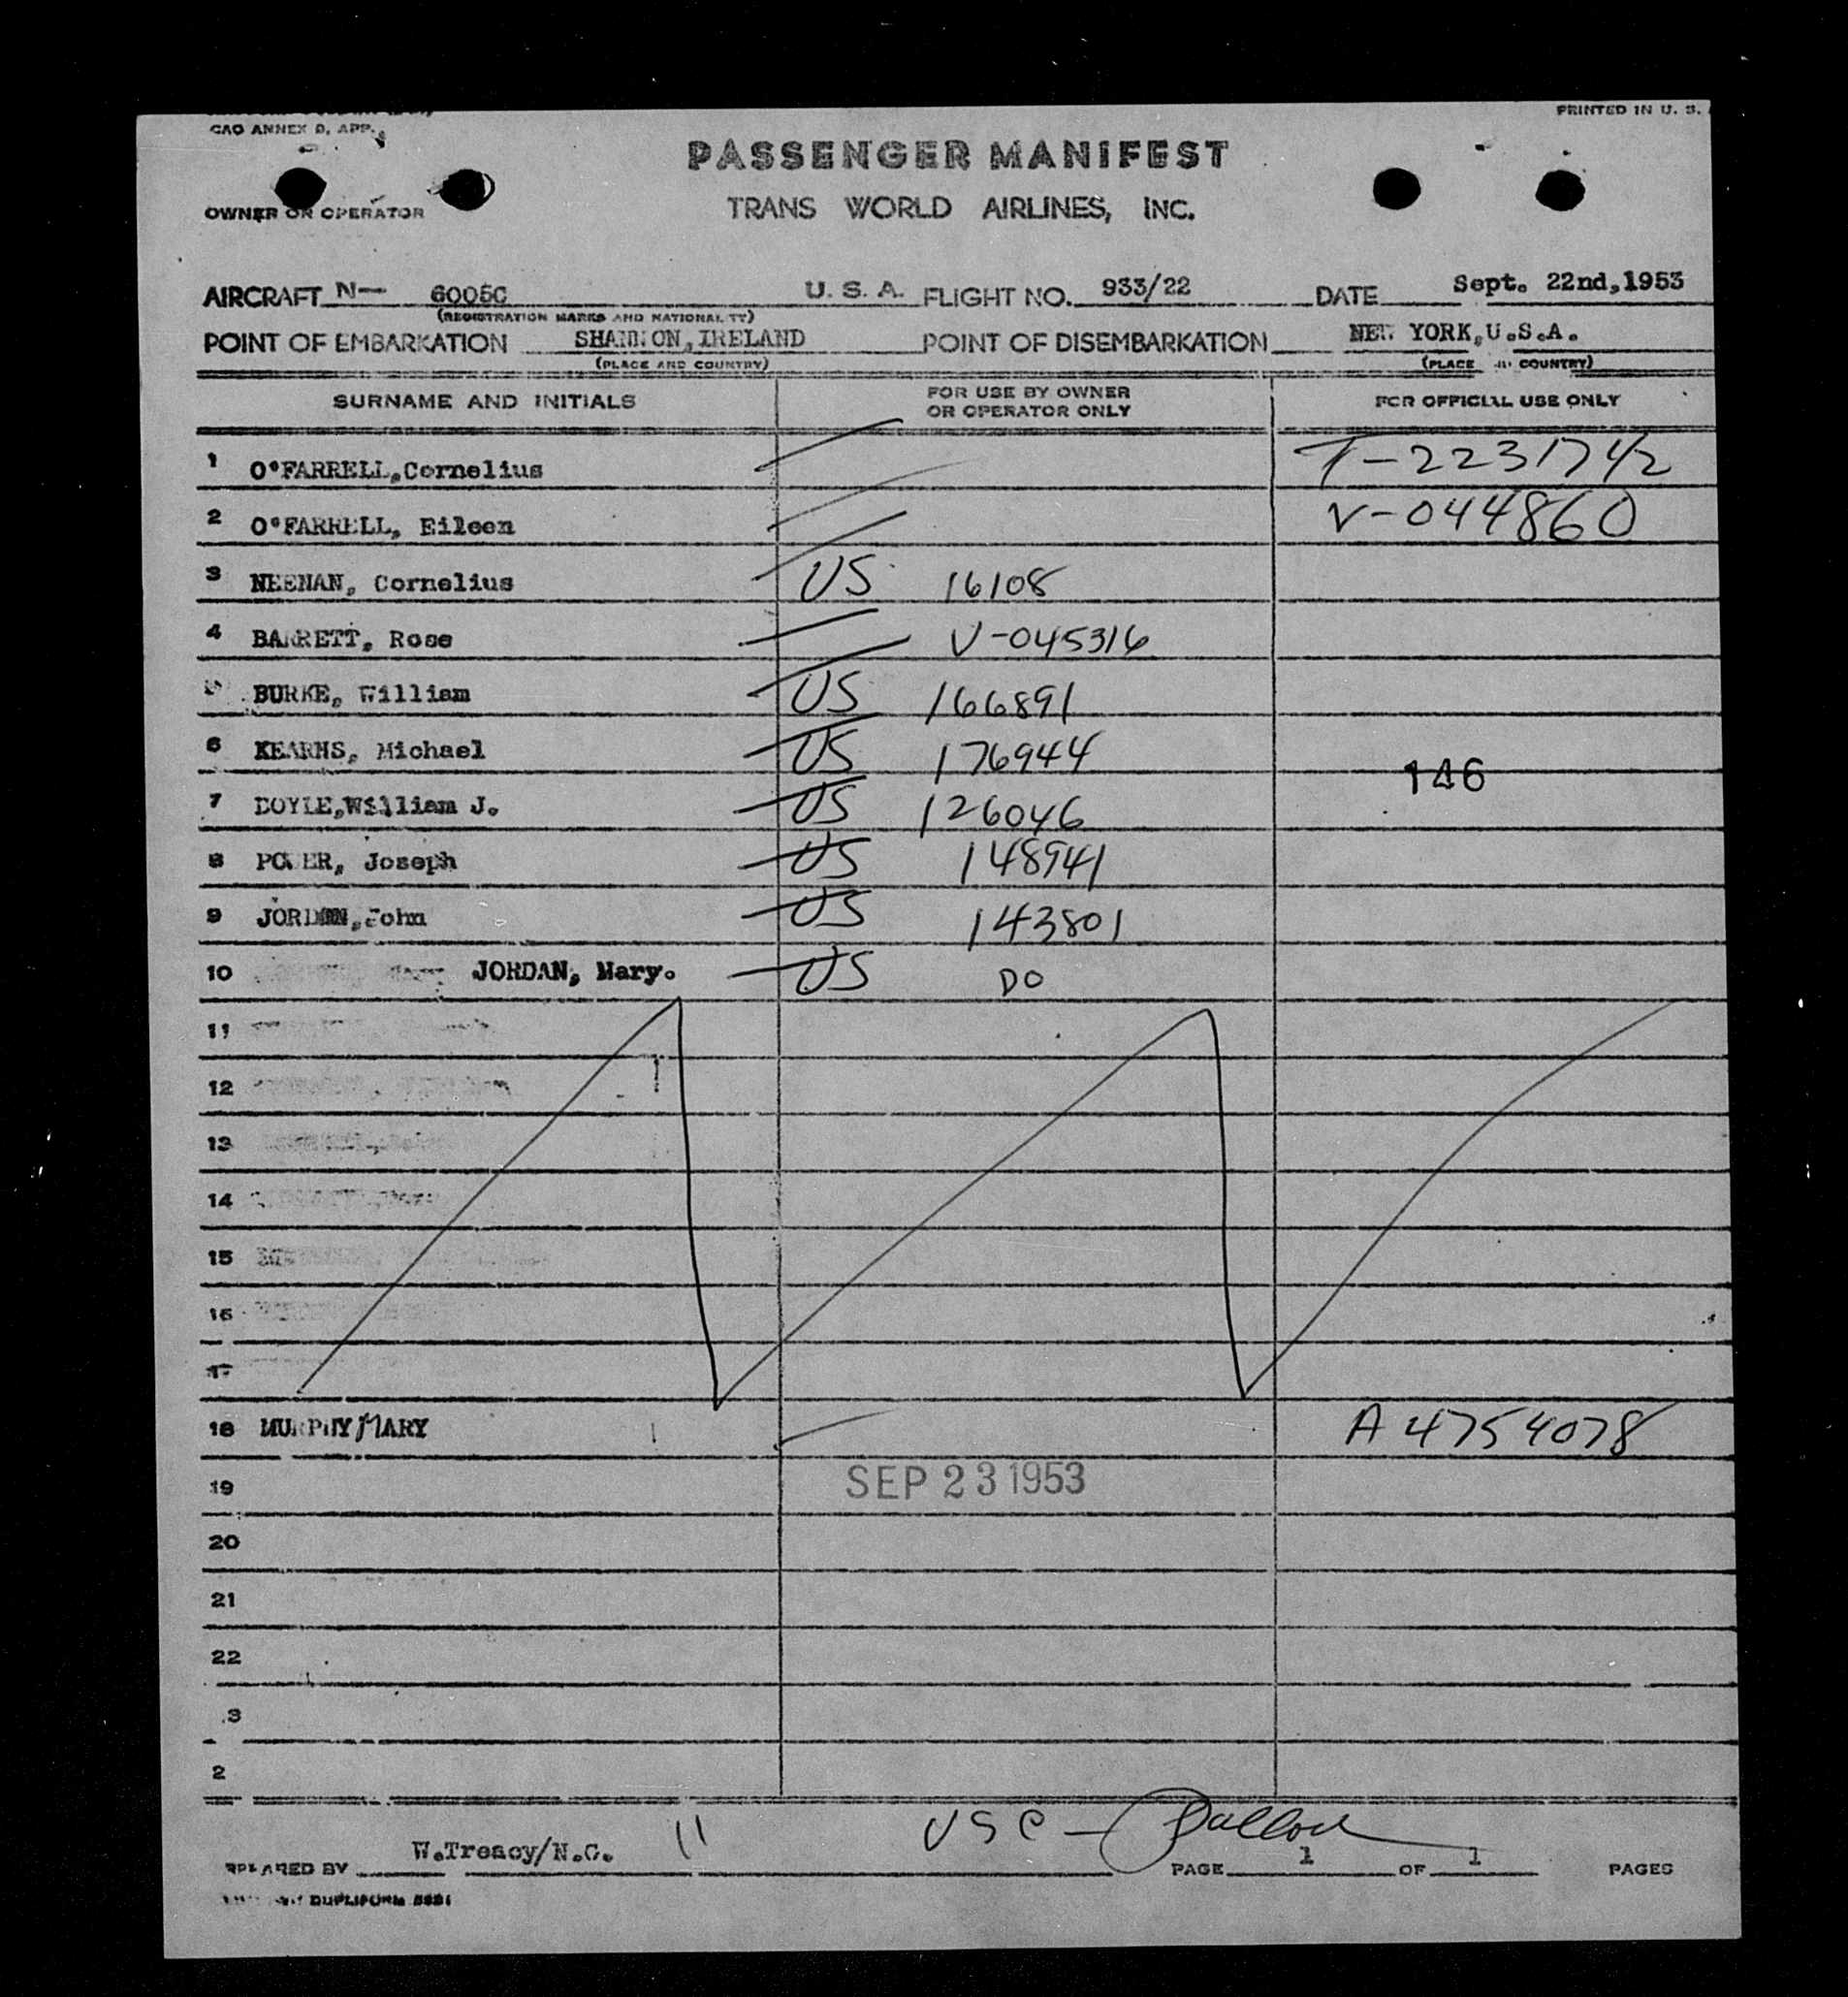 CAO ANNEX D, APP.
PRINTED IN U. S.
PASSENGER MANIFEST
OWNER OR OPERATOR
TRANS WORLD AIRLINES, INC.
AIRCRAFT N— 6005C U. S. A. FLIGHT NO. 933/22 DATE Sept. 22nd,1953
(REGISTRATION MARKS AND NATIONALITY)
POINT OF EMBARKATION SHANNON,IRELAND POINT OF DISEMBARKATION NEW YORK,U.S.A.
(PLACE AND COUNTRY) (PLACE COUNTRY)
SURNAME AND INITIALS FOR USE BY OWNER OR OPERATOR ONLY FOR OFFICIAL USE ONLY
1 O'FARRELL,Cornelius T-2231742
2 O'FARRELL, Eileen V-044860
3 NEENAN, Cornelius US 16108
4 BARRETT, Rose V-045316
BURKE, William US 166891
6 KEARNS, Michael US 176944
146
7 DOYLE,William J. US 126046
8 POWER, Joseph US 148941
9 JORDAN,John US 143801
10 JORDAN, Mary. US DO
11
12
13
14
15
16
17
18 MURPHY MARY A 4754078
19 SEP 23 1953
20
21
22
3
2
USC —
PREPARED BY W.Treacy/N.C. 11 PAGE 1 OF 1 PAGES
DUPLIFORM